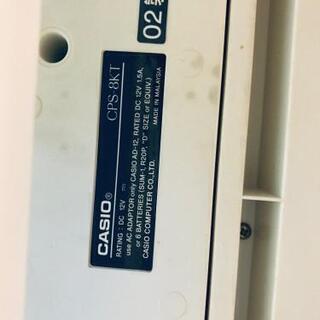 CASIO®
CPS-8KT
RATING: DC 12V
use AC ADAPTOR only CASIO AD-12, RATED DC 12V 1.5A,
or 6 BATTERIES (SUM-1, R20P, "D" SIZE or EQUIV.)
CASIO COMPUTER CO.,LTD.
MADE IN MALAYSIA
02